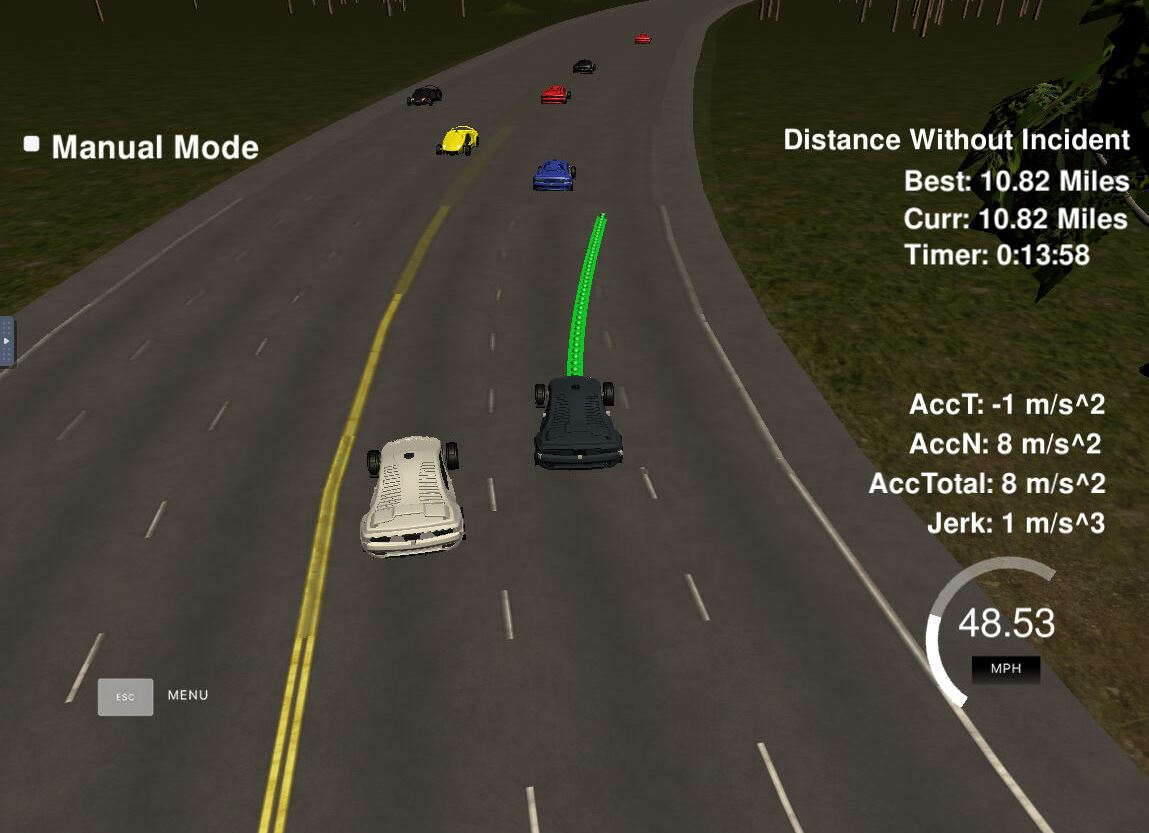 Manual Mode
Distance Without Incident
Best: 10.82 Miles
Curr: 10.82 Miles
Timer: 0:13:58
AccT: -1 m/s^2
AccN: 8 m/s^2
AccTotal: 8 m/s^2
Jerk: 1 m/s^3
48.53
MPH
ESC MENU